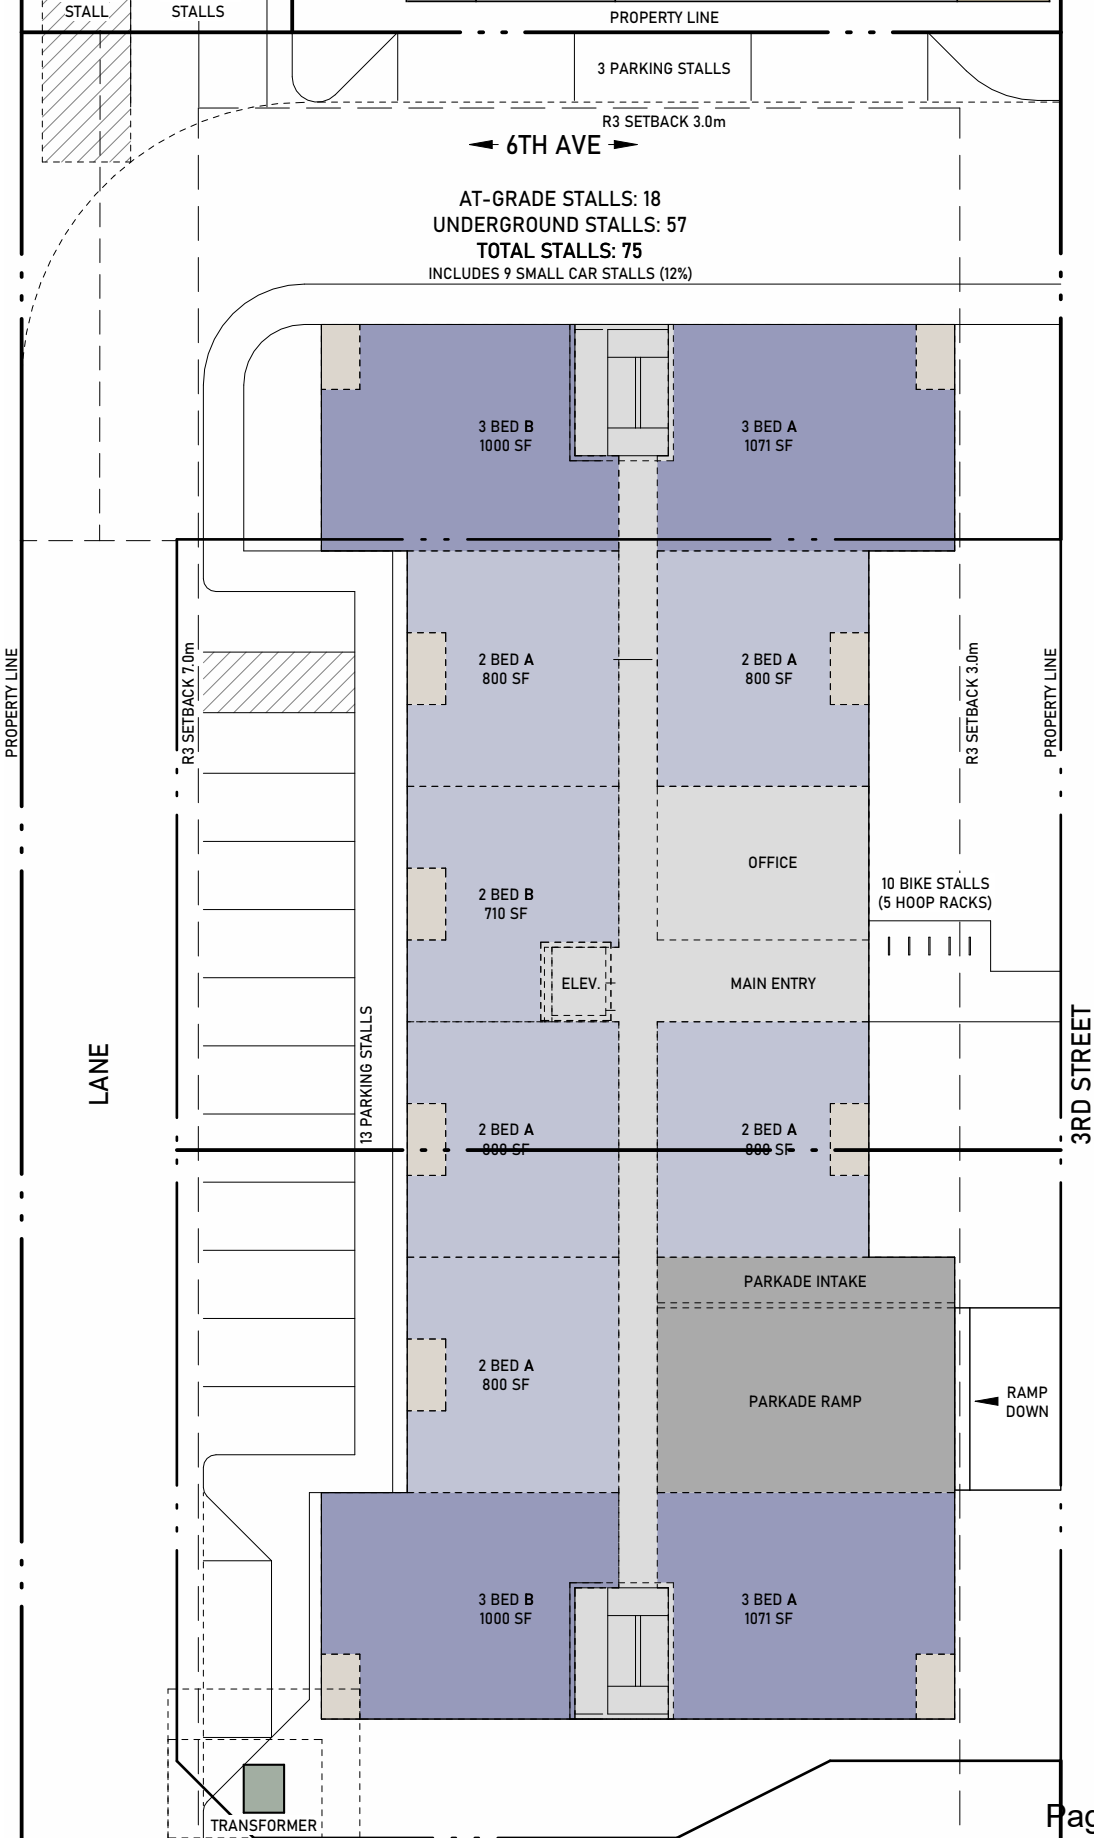 STALL
STALLS
PROPERTY LINE
3 PARKING STALLS
R3 SETBACK 3.0m
6TH AVE
AT-GRADE STALLS: 18
UNDERGROUND STALLS: 57
TOTAL STALLS: 75
INCLUDES 9 SMALL CAR STALLS (12%)
3 BED B
1000 SF
3 BED A
1071 SF
PROPERTY LINE
R3 SETBACK 7.0m
2 BED A
800 SF
2 BED A
800 SF
R3 SETBACK 3.0m
PROPERTY LINE
2 BED B
710 SF
OFFICE
10 BIKE STALLS
(5 HOOP RACKS)
ELEV.
MAIN ENTRY
LANE
13 PARKING STALLS
3RD STREET
2 BED A
800 SF
2 BED A
800 SF
PARKADE INTAKE
2 BED A
800 SF
PARKADE RAMP
RAMP
DOWN
3 BED B
1000 SF
3 BED A
1071 SF
TRANSFORMER
Pag